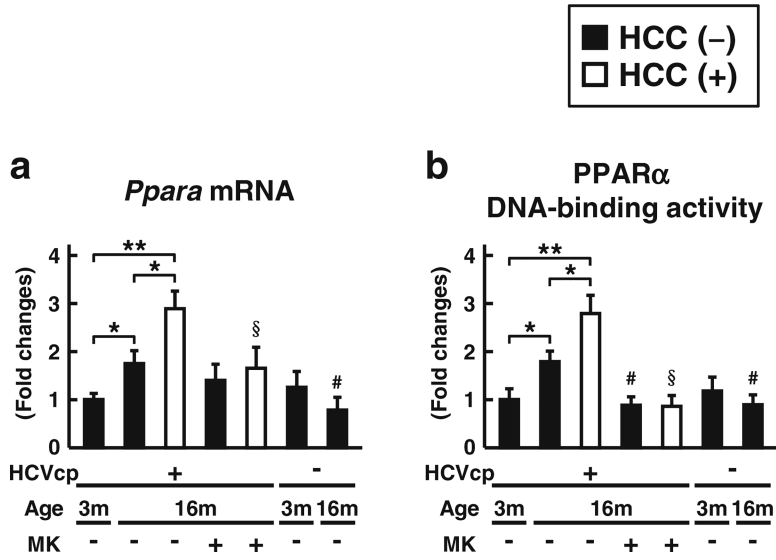 HCC (–)
HCC (+)
a
Ppara mRNA
(Fold changes)
4
3
2
1
0
**
*
*
§
#
HCVcp + -
Age 3m 16m 3m 16m
MK - - - + + - -
b
PPARα
DNA-binding activity
(Fold changes)
4
3
2
1
0
**
*
*
#
§
#
HCVcp + -
Age 3m 16m 3m 16m
MK - - - + + - -